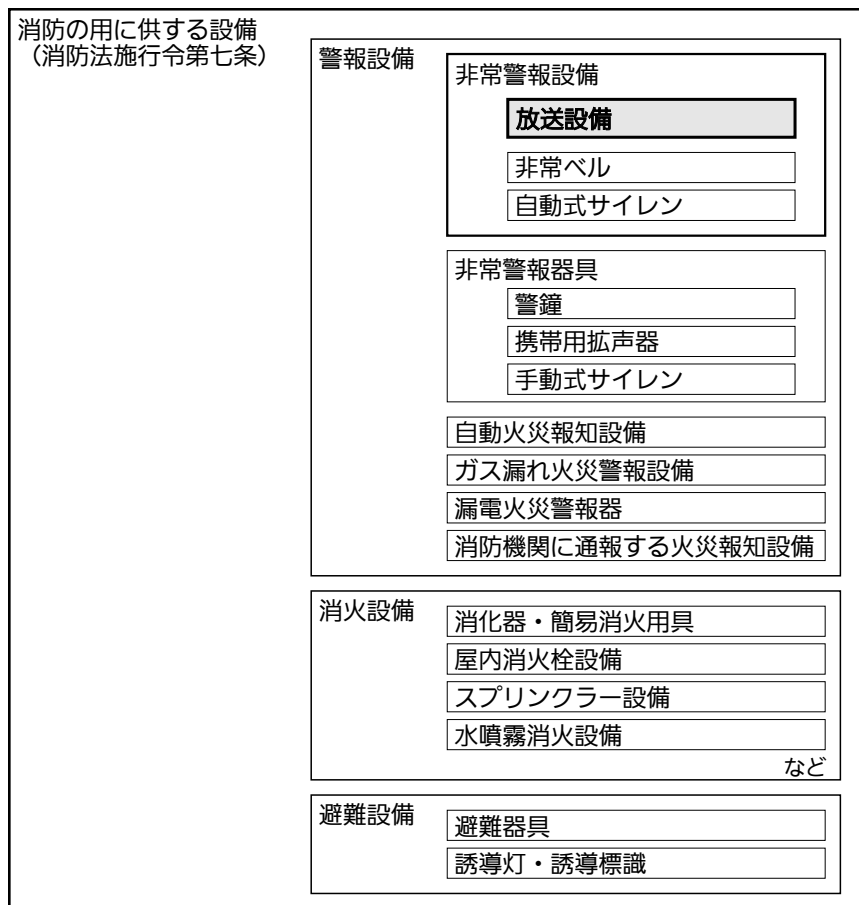 消防の用に供する設備
（消防法施行令第七条）
警報設備
非常警報設備
放送設備
非常ベル
自動式サイレン
非常警報器具
警鐘
携帯用拡声器
手動式サイレン
自動火災報知設備
ガス漏れ火災警報設備
漏電火災警報器
消防機関に通報する火災報知設備
消火設備
消化器・簡易消火用具
屋内消火栓設備
スプリンクラー設備
水噴霧消火設備
など
避難設備
避難器具
誘導灯・誘導標識